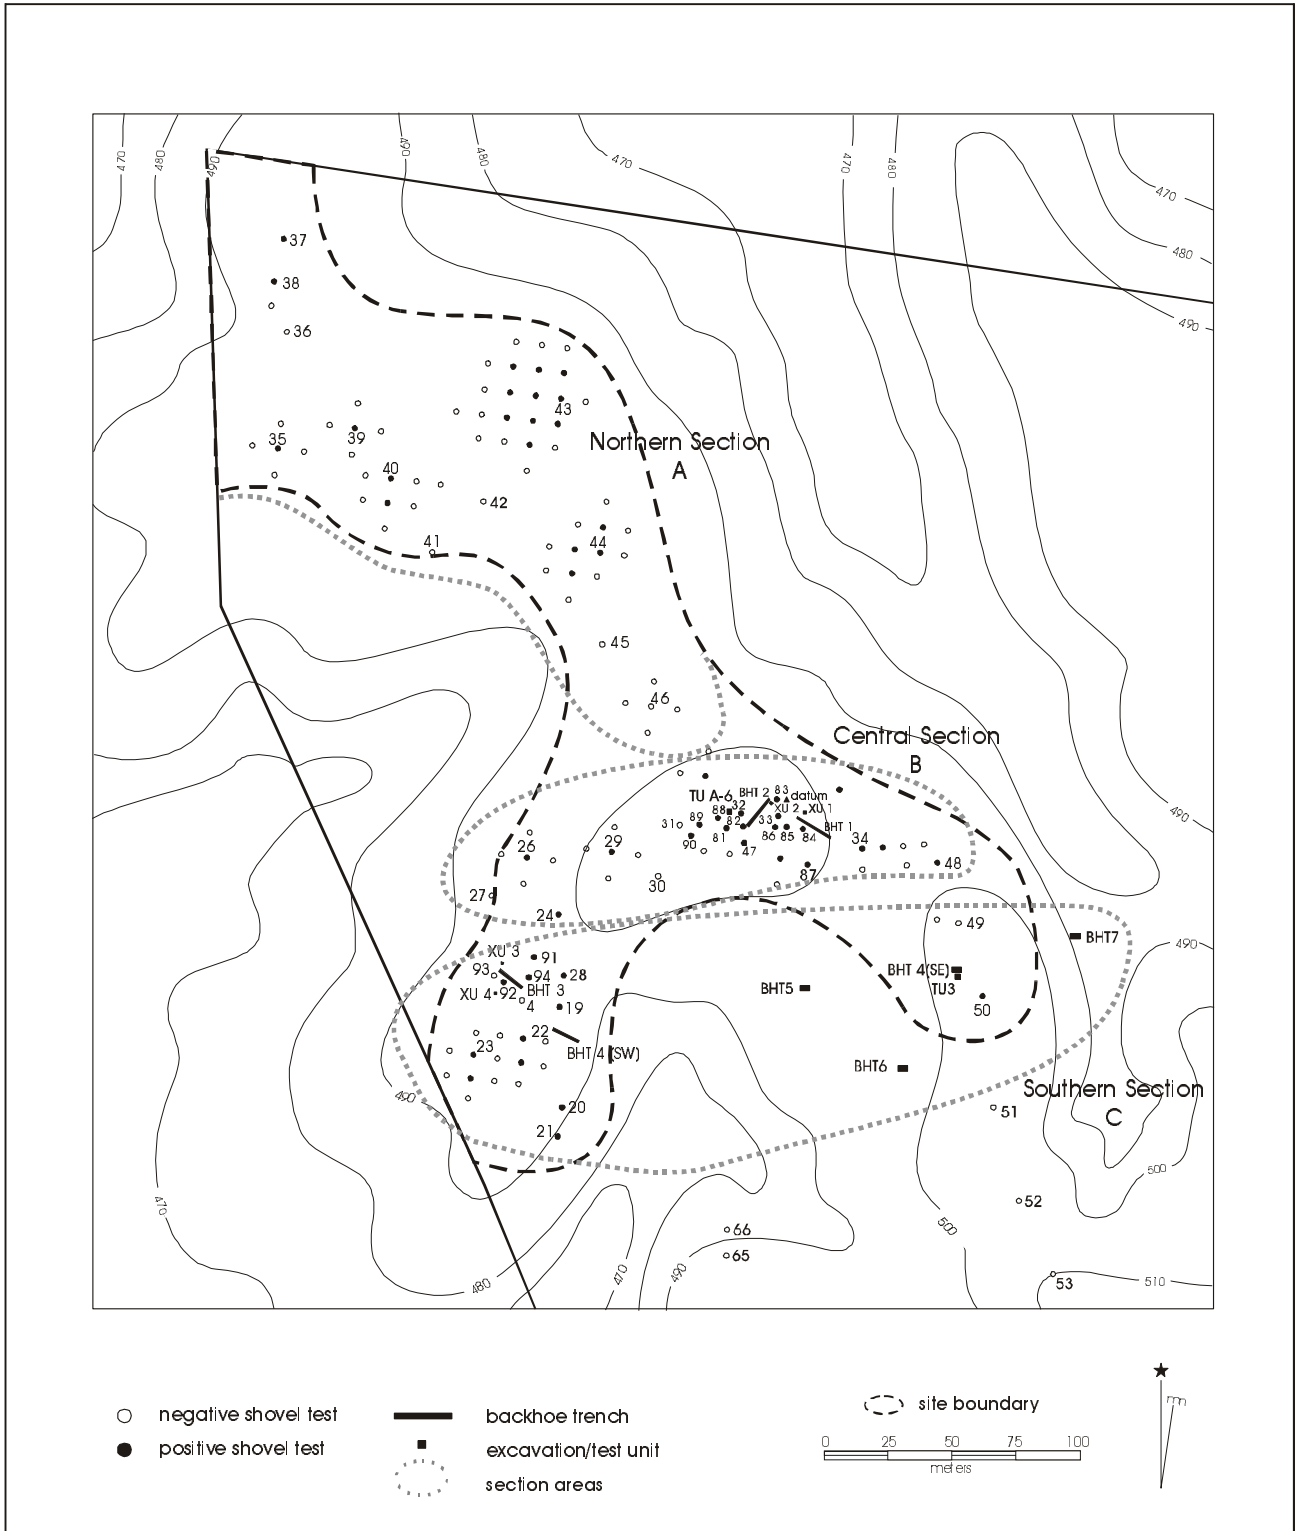 490
480
470
470
480
490
470
480
470
480
490
37
38
36
43
35
39
40
42
41
44
45
46
Northern Section
A
Central Section
B
490
TU A-6
BHT 2
83
datum
88
32
XU 2
XU 1
31
89
82
33
BHT 1
90
81
86
85
84
47
34
26
29
30
87
48
27
24
49
XU 3
91
93
94
28
XU 4
92
BHT 3
4
19
22
23
BHT 4 (SW)
490
20
21
BHT7
490
BHT 4(SE)
TU3
BHT5
50
BHT6
Southern Section
C
51
500
52
500
470
66
65
480
470
490
53
510
negative shovel test
positive shovel test
backhoe trench
excavation/test unit
section areas
site boundary
0 25 50 75 100
meters
mn